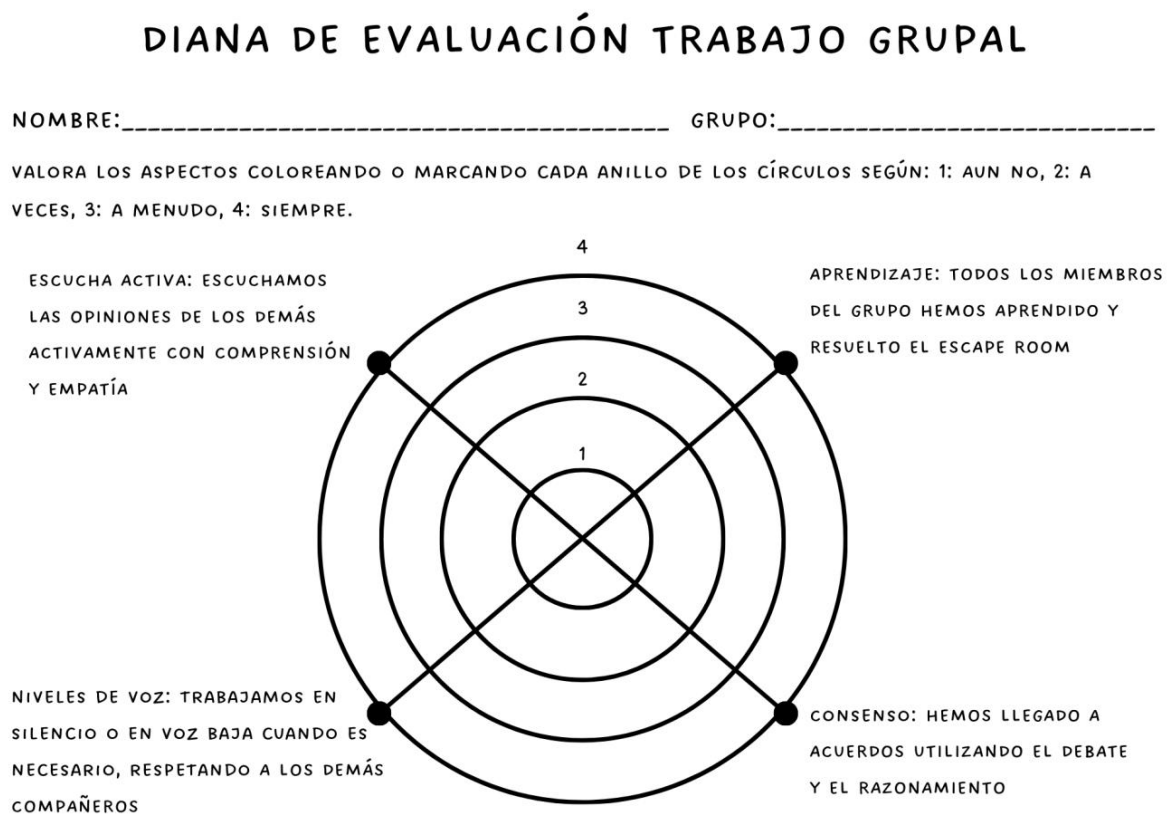 DIANA DE EVALUACIÓN TRABAJO GRUPAL
NOMBRE:__________________________________________ GRUPO:_____________________________
VALORA LOS ASPECTOS COLOREANDO O MARCANDO CADA ANILLO DE LOS CÍRCULOS SEGÚN: 1: AUN NO, 2: A
VECES, 3: A MENUDO, 4: SIEMPRE.
4
3
2
1
ESCUCHA ACTIVA: ESCUCHAMOS
LAS OPINIONES DE LOS DEMÁS
ACTIVAMENTE CON COMPRENSIÓN
Y EMPATÍA
APRENDIZAJE: TODOS LOS MIEMBROS
DEL GRUPO HEMOS APRENDIDO Y
RESUELTO EL ESCAPE ROOM
NIVELES DE VOZ: TRABAJAMOS EN
SILENCIO O EN VOZ BAJA CUANDO ES
NECESARIO, RESPETANDO A LOS DEMÁS
COMPAÑEROS
CONSENSO: HEMOS LLEGADO A
ACUERDOS UTILIZANDO EL DEBATE
Y EL RAZONAMIENTO